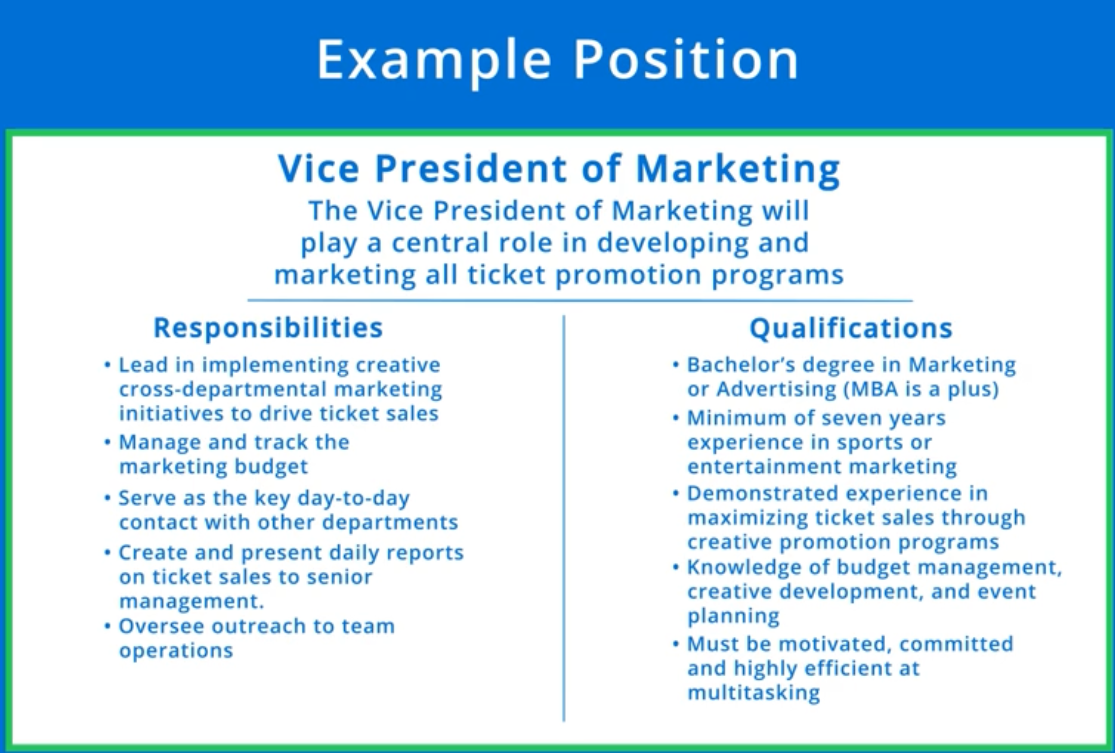 Example Position
Vice President of Marketing
The Vice President of Marketing will
play a central role in developing and
marketing all ticket promotion programs
Responsibilities
• Lead in implementing creative
cross-departmental marketing
initiatives to drive ticket sales
• Manage and track the
marketing budget
• Serve as the key day-to-day
contact with other departments
• Create and present daily reports
on ticket sales to senior
management.
• Oversee outreach to team
operations
Qualifications
• Bachelor’s degree in Marketing
or Advertising (MBA is a plus)
• Minimum of seven years
experience in sports or
entertainment marketing
• Demonstrated experience in
maximizing ticket sales through
creative promotion programs
• Knowledge of budget management,
creative development, and event
planning
• Must be motivated, committed
and highly efficient at
multitasking